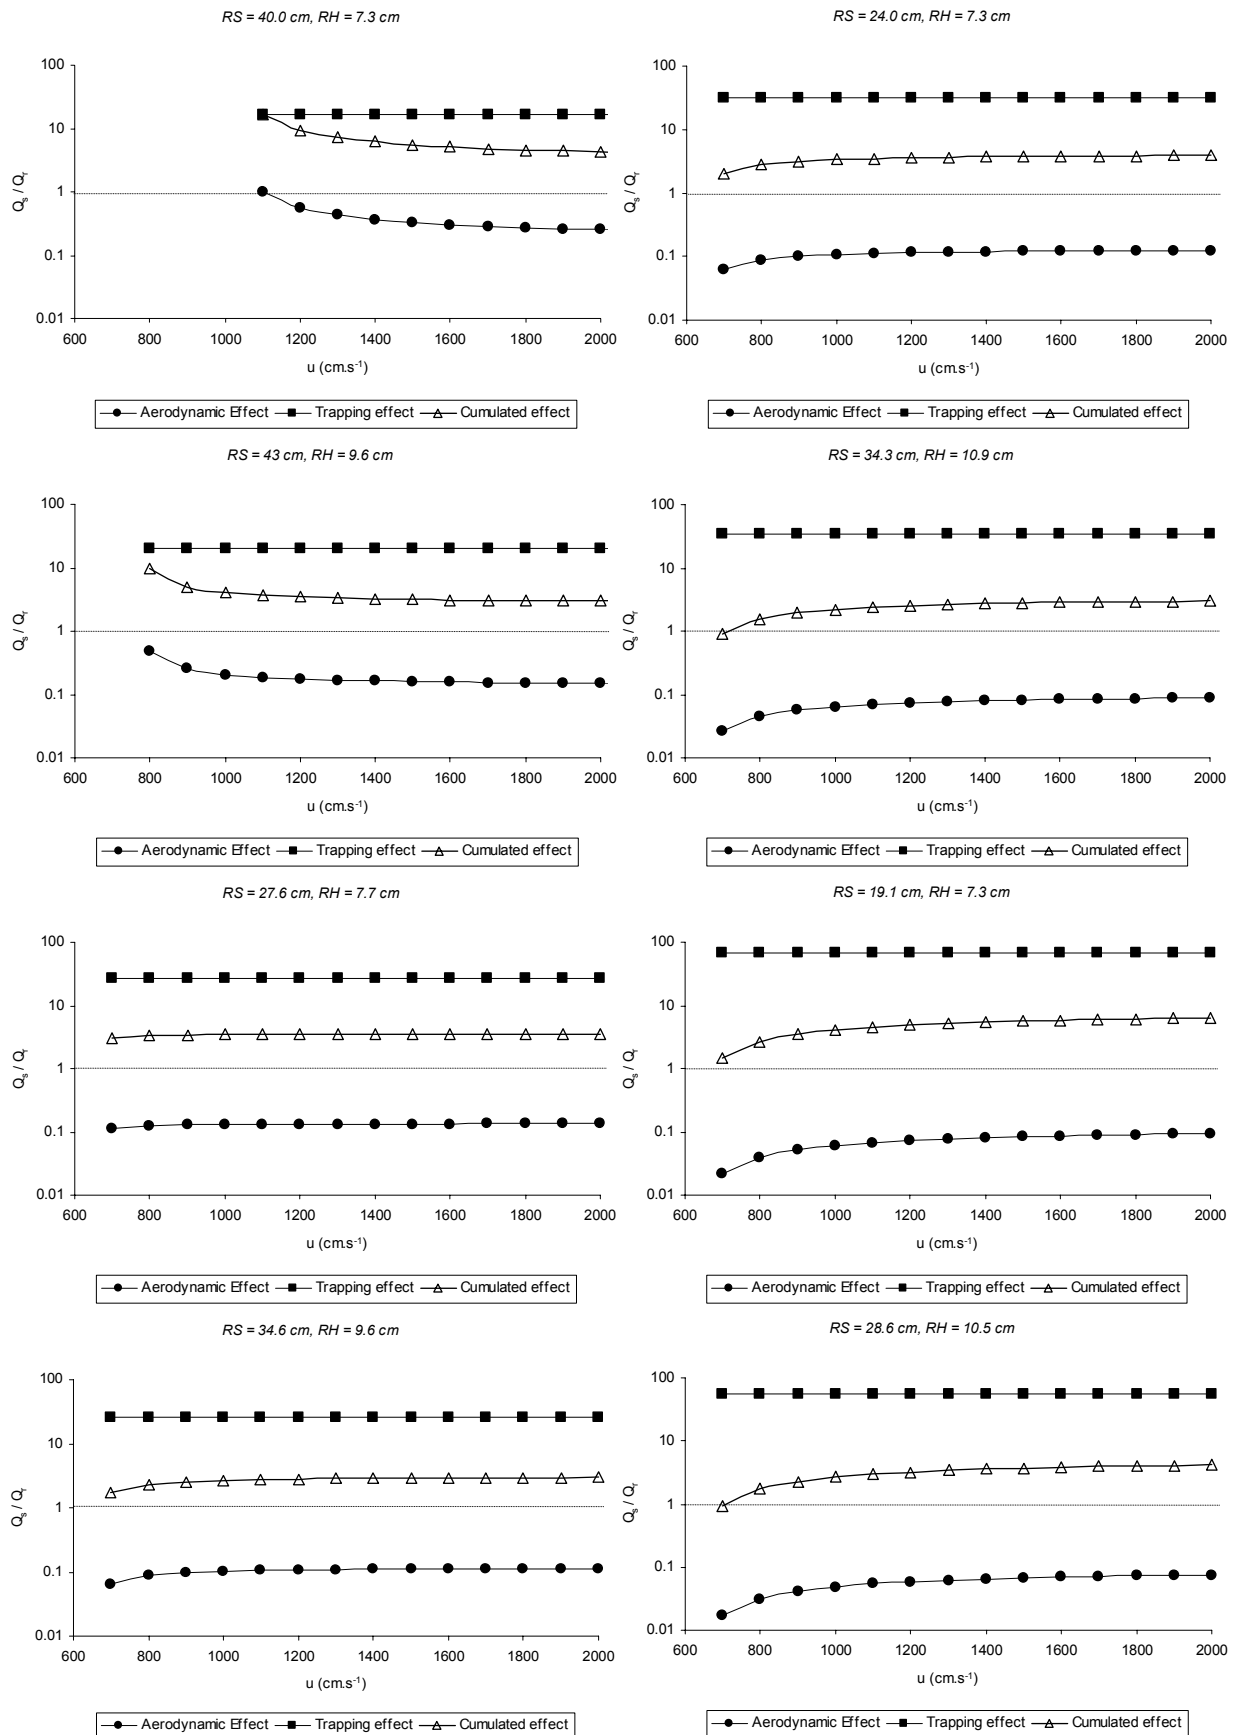 RS = 40.0 cm, RH = 7.3 cm
100
10
1
0.1
0.01
Qs / Qr
600 800 1000 1200 1400 1600 1800 2000
u (cm.s⁻¹)
Aerodynamic Effect Trapping effect Cumulated effect
RS = 24.0 cm, RH = 7.3 cm
100
10
1
0.1
0.01
Qs / Qr
600 800 1000 1200 1400 1600 1800 2000
u (cm.s⁻¹)
Aerodynamic Effect Trapping effect Cumulated effect
RS = 43 cm, RH = 9.6 cm
100
10
1
0.1
0.01
Qs / Qr
600 800 1000 1200 1400 1600 1800 2000
u (cm.s⁻¹)
Aerodynamic Effect Trapping effect Cumulated effect
RS = 34.3 cm, RH = 10.9 cm
100
10
1
0.1
0.01
Qs / Qr
600 800 1000 1200 1400 1600 1800 2000
u (cm.s⁻¹)
Aerodynamic Effect Trapping effect Cumulated effect
RS = 27.6 cm, RH = 7.7 cm
100
10
1
0.1
0.01
Qs / Qr
600 800 1000 1200 1400 1600 1800 2000
u (cm.s⁻¹)
Aerodynamic Effect Trapping effect Cumulated effect
RS = 19.1 cm, RH = 7.3 cm
100
10
1
0.1
0.01
Qs / Qr
600 800 1000 1200 1400 1600 1800 2000
u (cm.s⁻¹)
Aerodynamic Effect Trapping effect Cumulated effect
RS = 34.6 cm, RH = 9.6 cm
100
10
1
0.1
0.01
Qs / Qr
600 800 1000 1200 1400 1600 1800 2000
u (cm.s⁻¹)
Aerodynamic Effect Trapping effect Cumulated effect
RS = 28.6 cm, RH = 10.5 cm
100
10
1
0.1
0.01
Qs / Qr
600 800 1000 1200 1400 1600 1800 2000
u (cm.s⁻¹)
Aerodynamic Effect Trapping effect Cumulated effect